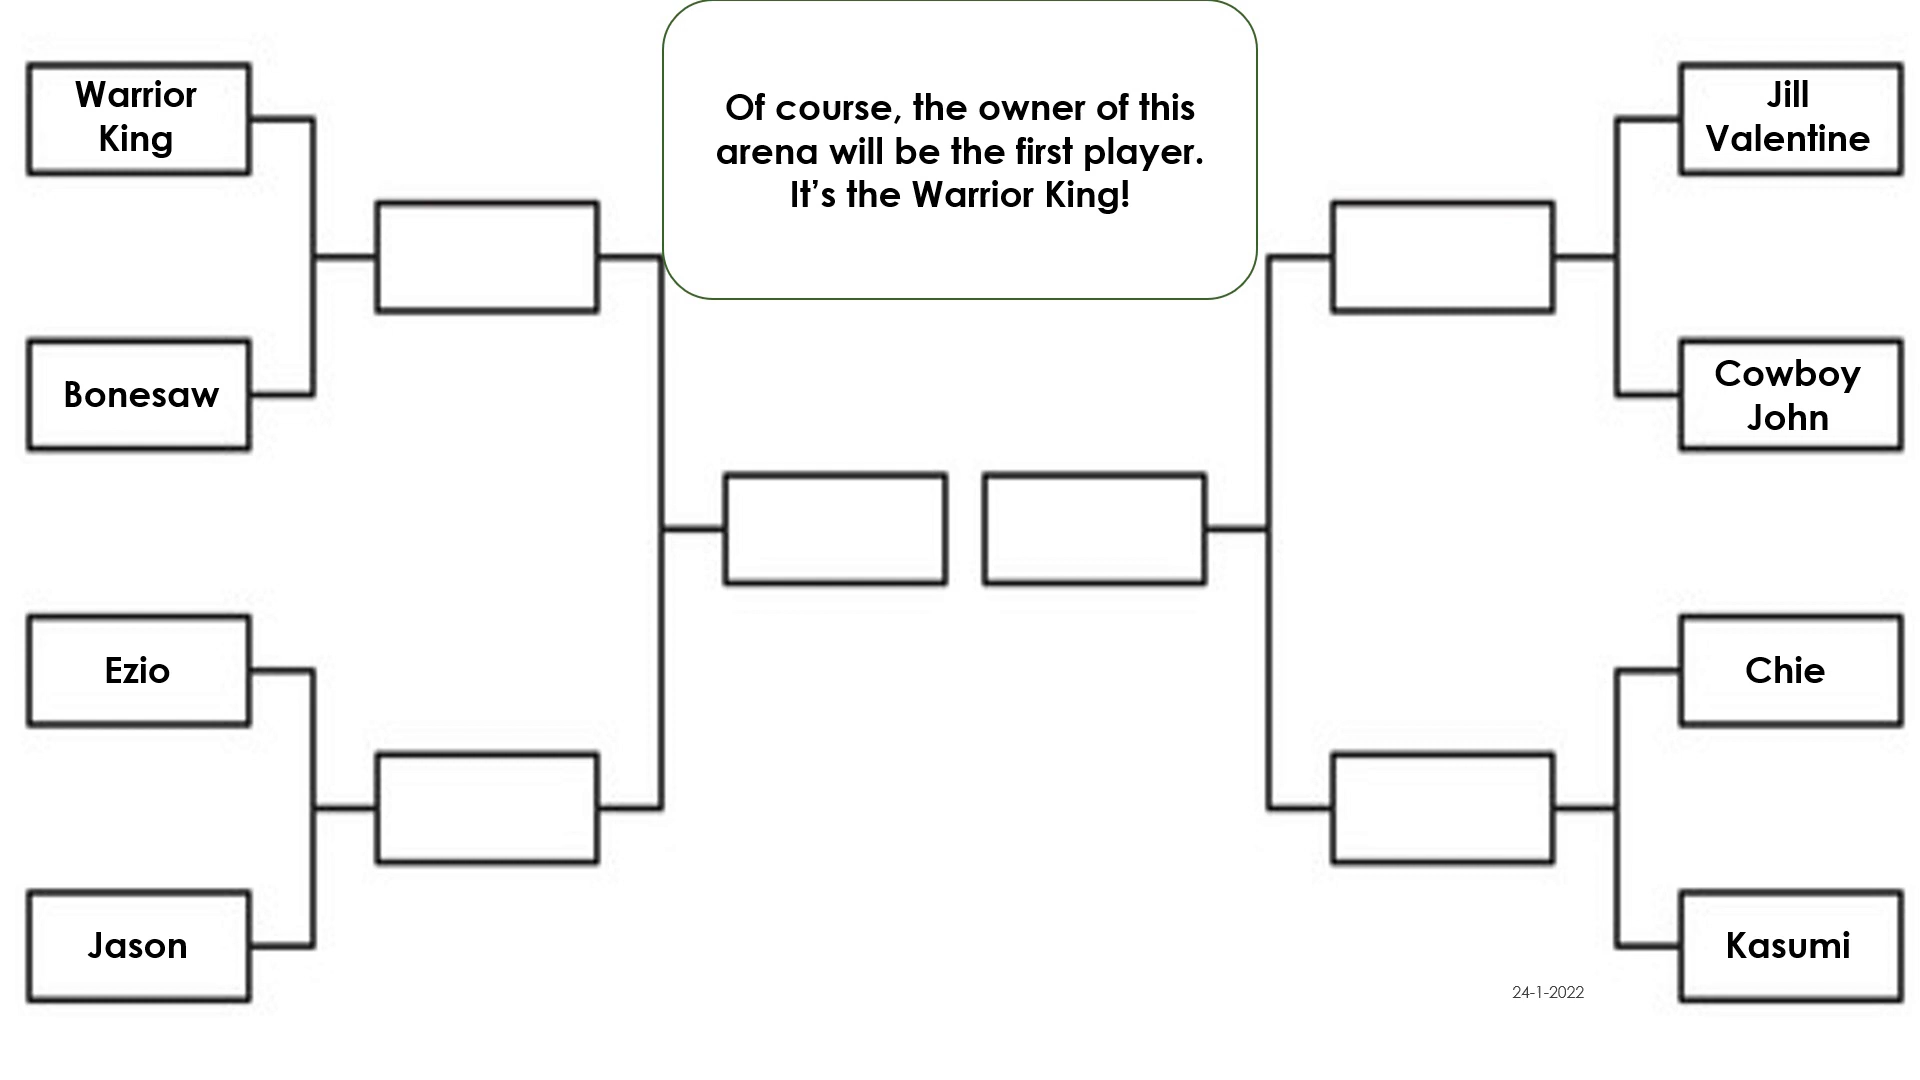 Warrior
King
Bonesaw
Ezio
Jason
Of course, the owner of this
arena will be the first player.
It’s the Warrior King!
Jill
Valentine
Cowboy
John
Chie
Kasumi
24-1-2022